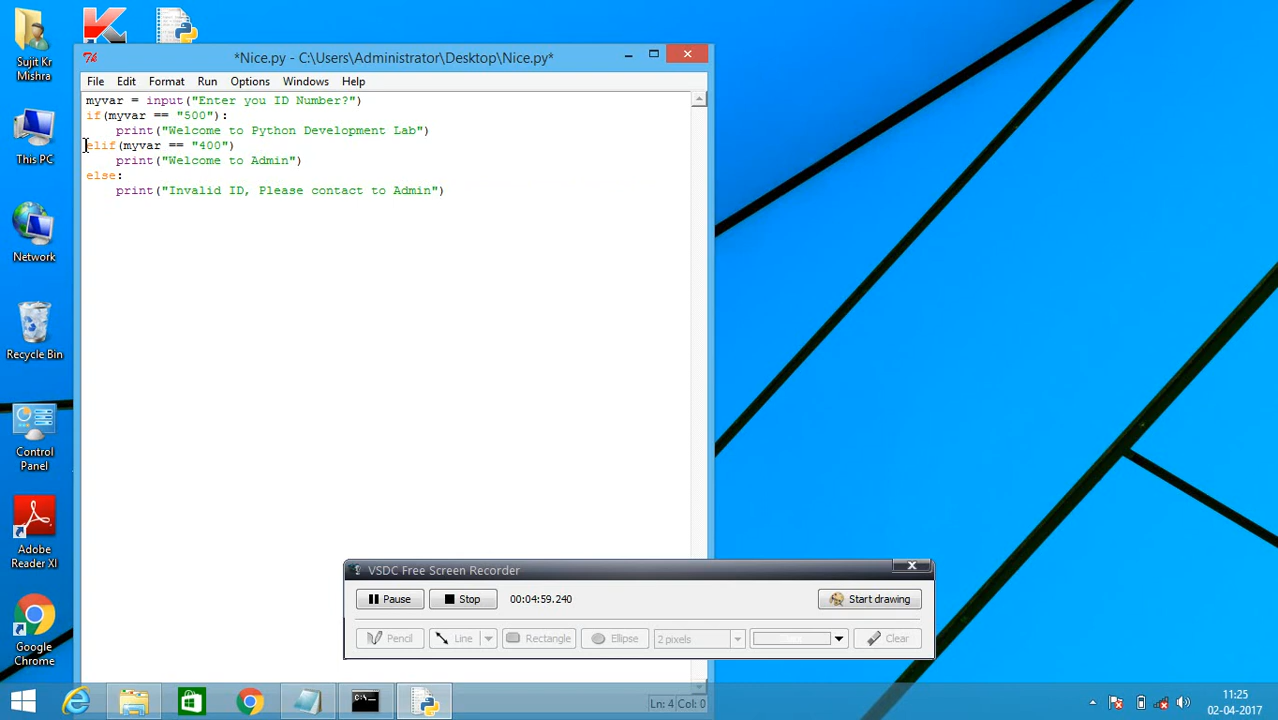 Sujit Kr
Mishra
This PC
Network
Recycle Bin
Control
Panel
Adobe
Reader XI
Google
Chrome
*Nice.py - C:\Users\Administrator\Desktop\Nice.py*
File Edit Format Run Options Windows Help
myvar = input("Enter you ID Number?")
if(myvar == "500"):
    print("Welcome to Python Development Lab")
elif(myvar == "400")
    print("Welcome to Admin")
else:
    print("Invalid ID, Please contact to Admin")
VSDC Free Screen Recorder
Pause Stop 00:04:59.240 Start drawing
Pencil Line Rectangle Ellipse 2 pixels Clear
Ln: 4 Col: 0
11:25
02-04-2017